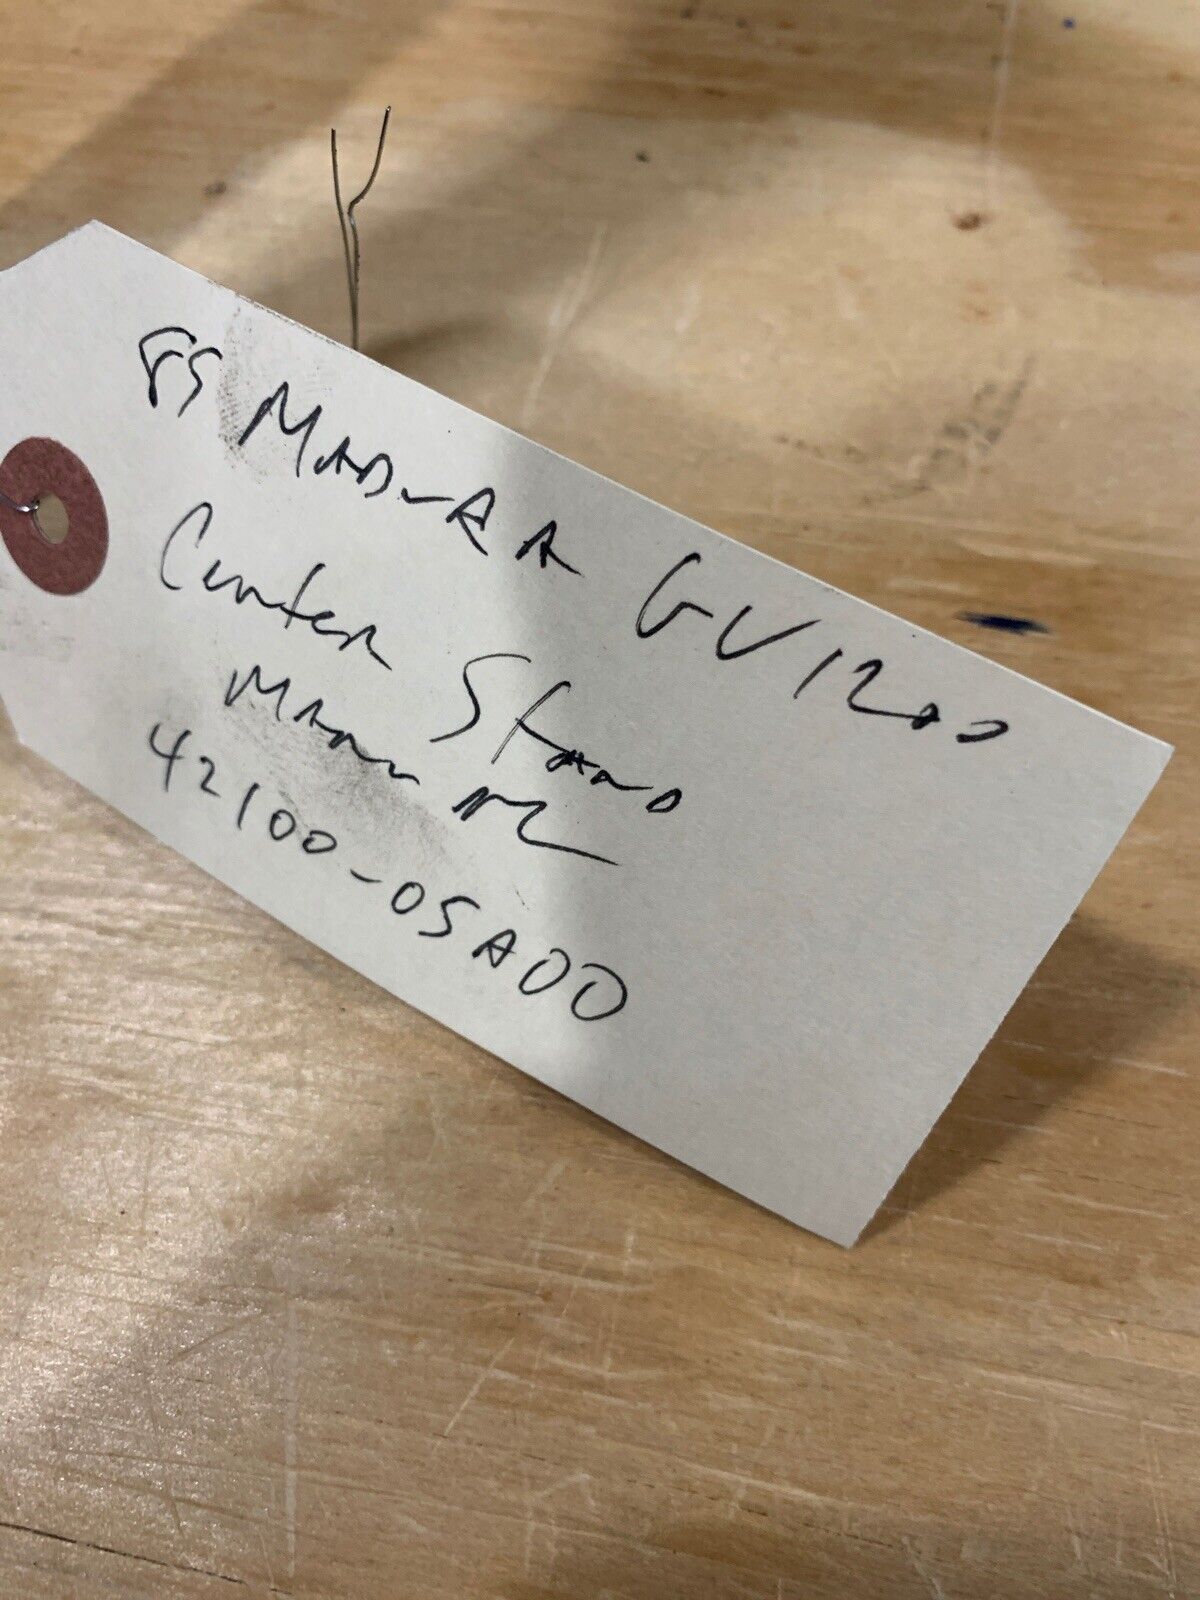 85 MADURA GV1200
Center Stand
42100-05A00